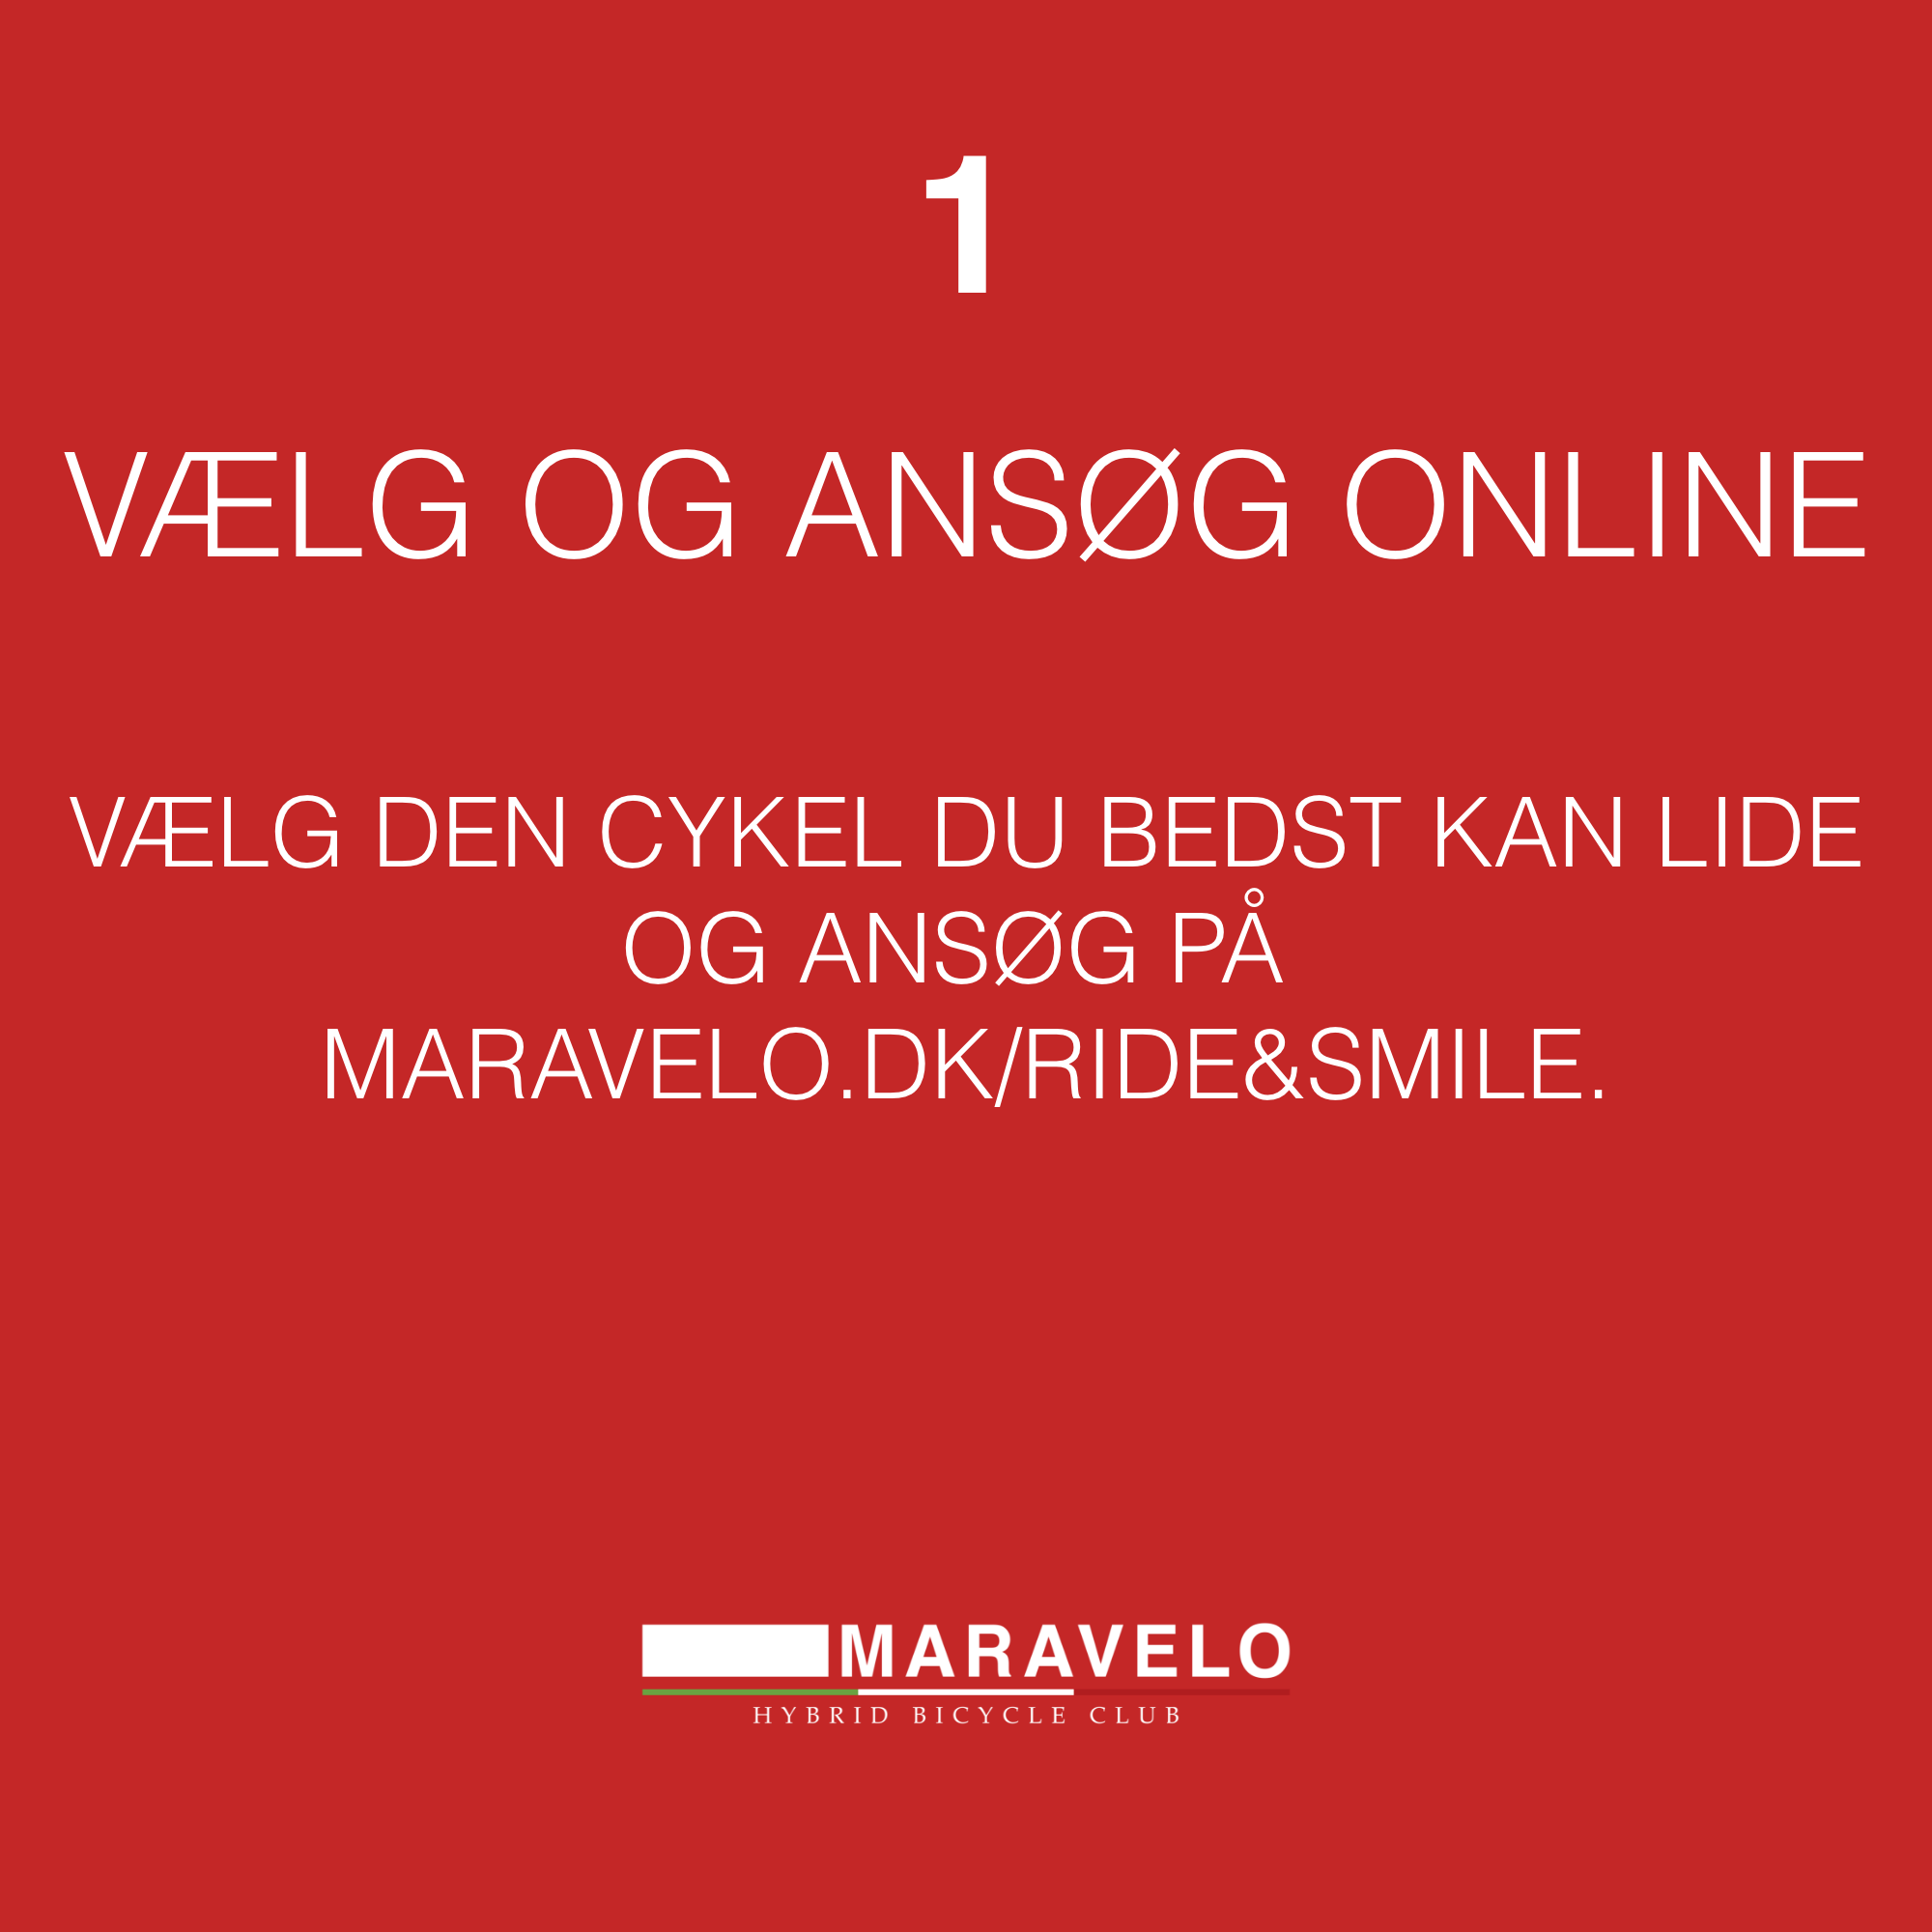 1
VÆLG OG ANSØG ONLINE
VÆLG DEN CYKEL DU BEDST KAN LIDE
OG ANSØG PÅ
MARAVELO.DK/RIDE&SMILE.
MARAVELO
HYBRID BICYCLE CLUB